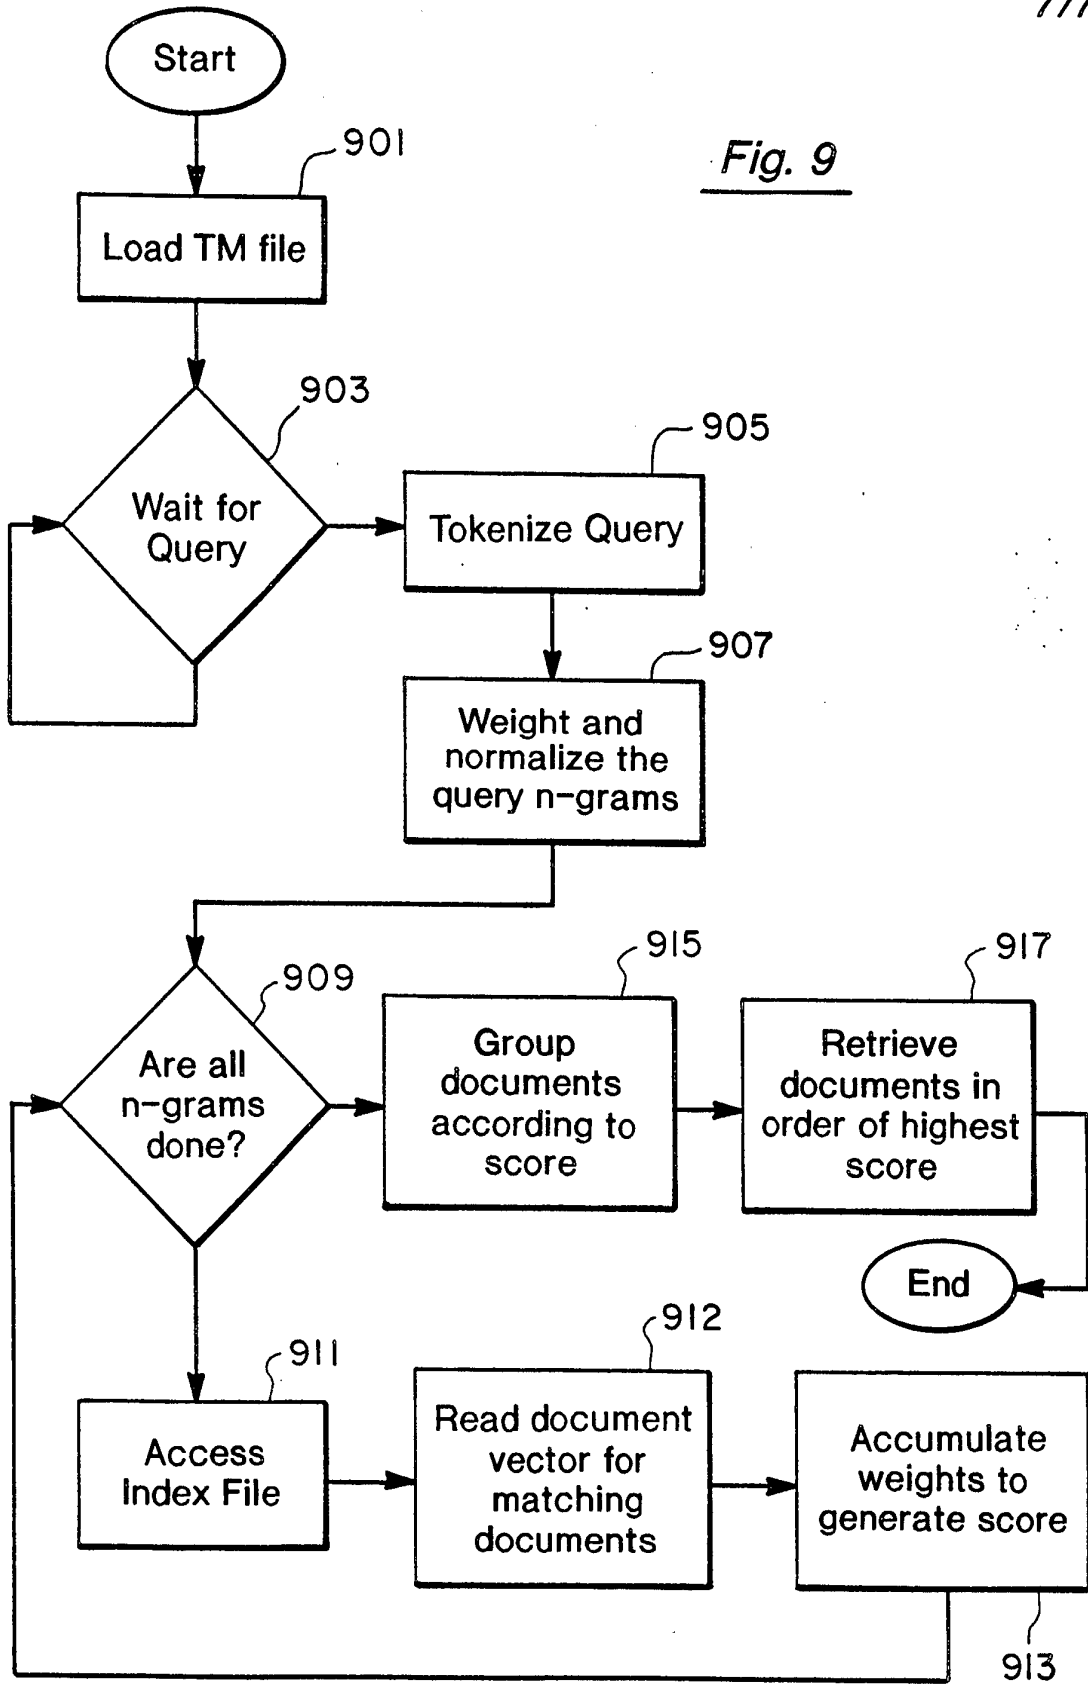 Start
901
Fig. 9
Load TM file
903
Wait for
Query
905
Tokenize Query
907
Weight and
normalize the
query n-grams
909
Are all
n-grams
done?
915
Group
documents
according to
score
917
Retrieve
documents in
order of highest
score
End
911
Access
Index File
912
Read document
vector for
matching
documents
Accumulate
weights to
generate score
913